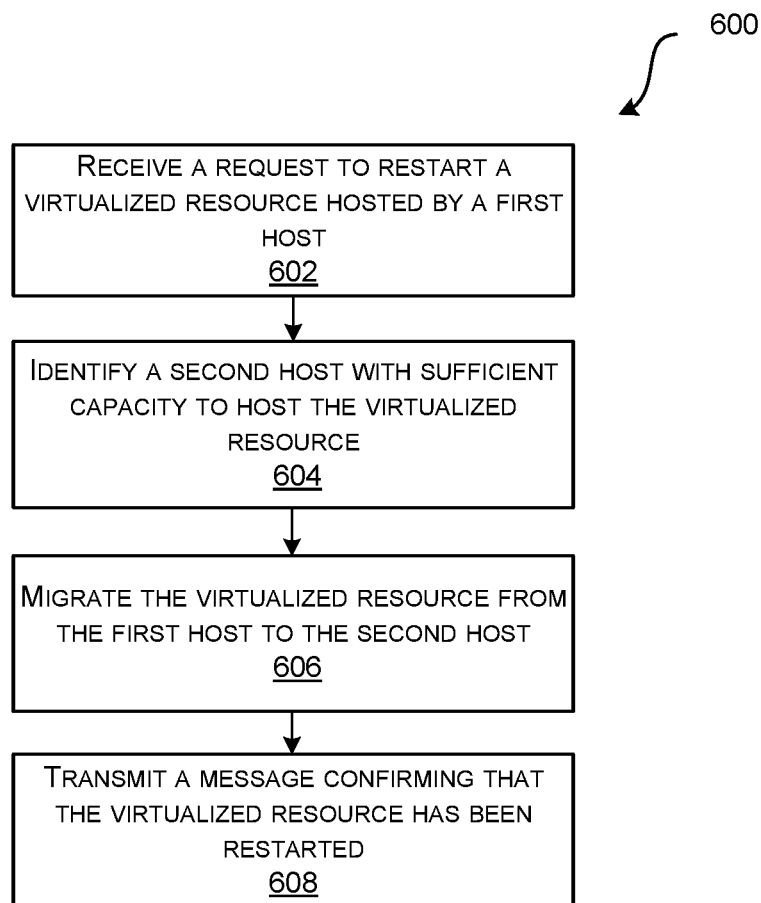 600
RECEIVE A REQUEST TO RESTART A
VIRTUALIZED RESOURCE HOSTED BY A FIRST
HOST
602
IDENTIFY A SECOND HOST WITH SUFFICIENT
CAPACITY TO HOST THE VIRTUALIZED
RESOURCE
604
MIGRATE THE VIRTUALIZED RESOURCE FROM
THE FIRST HOST TO THE SECOND HOST
606
TRANSMIT A MESSAGE CONFIRMING THAT
THE VIRTUALIZED RESOURCE HAS BEEN
RESTARTED
608